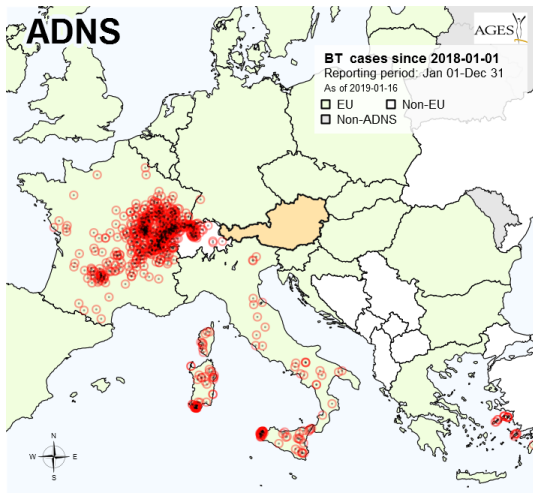 ADNS
AGES
BT cases since 2018-01-01
Reporting period: Jan 01-Dec 31
As of 2019-01-16
EU Non-EU
Non-ADNS
N
W E
S